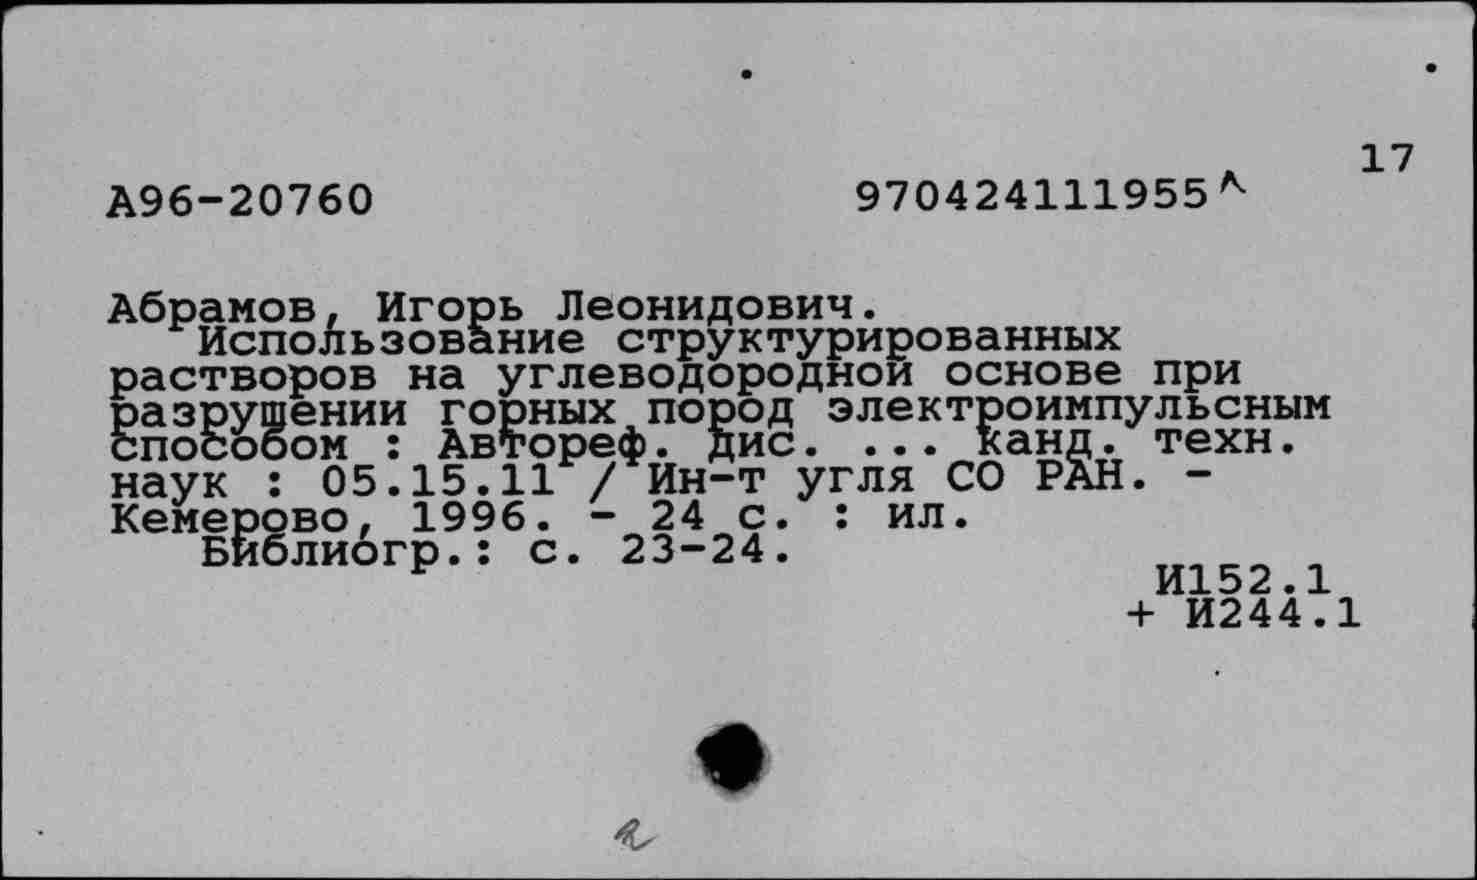 17
А96-20760 970424111955Л
Абрамов, Игорь Леонидович.
Использование структурированных
растворов на углеводородной основе при
разрушении горных пород электроимпульсным
способом : Автореф. дис. ... канд. техн.
наук : 05.15.11 / Ин-т угля СО РАН. -
Кемерово, 1996. - 24 с. : ил.
Библиогр.: с. 23-24.
И152.1
+ И244.1